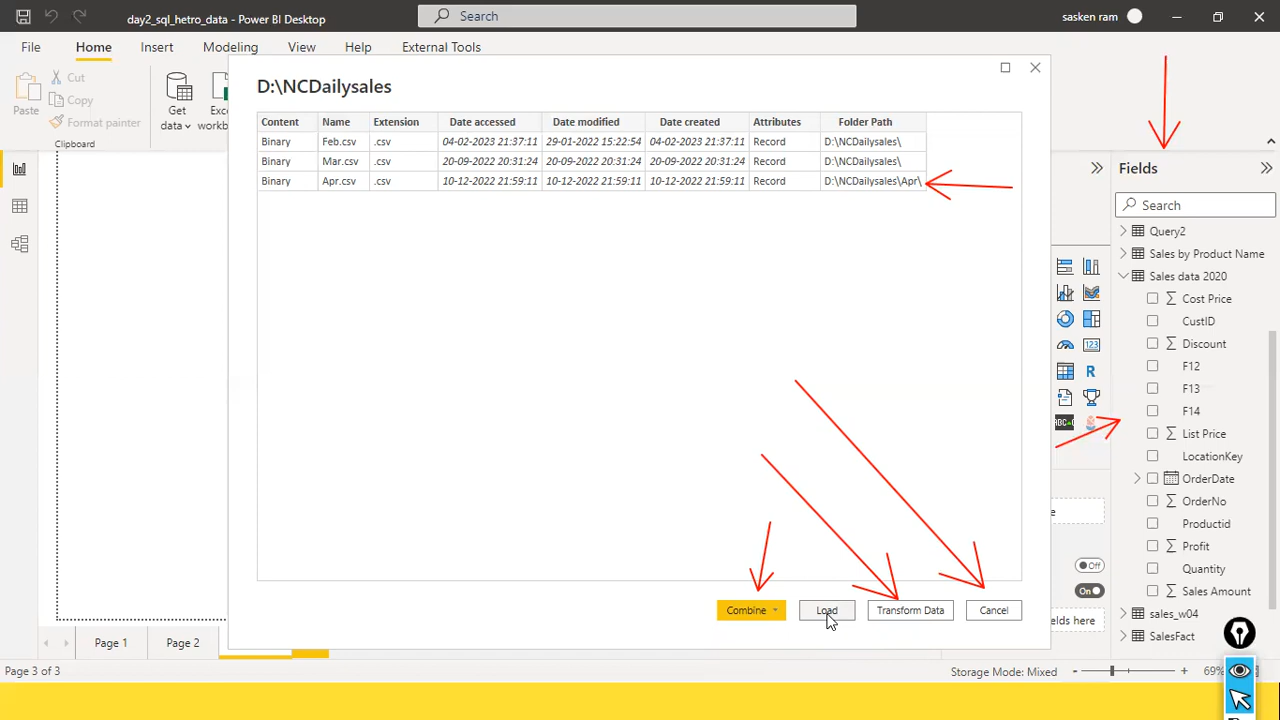 day2_sql_hetro_data - Power BI Desktop
Search
sasken ram
File Home Insert Modeling View Help External Tools
Paste
Cut
Copy
Format painter
Clipboard
Get data
D:\NCDailysales
Content Name Extension Date accessed Date modified Date created Attributes Folder Path
Binary Feb.csv .csv 04-02-2023 21:37:11 29-01-2022 15:22:54 04-02-2023 21:37:11 Record D:\NCDailysales\
Binary Mar.csv .csv 20-09-2022 20:31:24 20-09-2022 20:31:24 20-09-2022 20:31:24 Record D:\NCDailysales\
Binary Apr.csv .csv 10-12-2022 21:59:11 10-12-2022 21:59:11 10-12-2022 21:59:11 Record D:\NCDailysales\Apr\
Combine Load Transform Data Cancel
Fields
Search
Query2
Sales by Product Name
Sales data 2020
Cost Price
CustID
Discount
F12
F13
F14
List Price
LocationKey
OrderDate
OrderNo
Productid
Profit
Quantity
Sales Amount
sales_w04
SalesFact
123
R
Off
On
elds here
Page 1 Page 2
Page 3 of 3
Storage Mode: Mixed
- + 69%